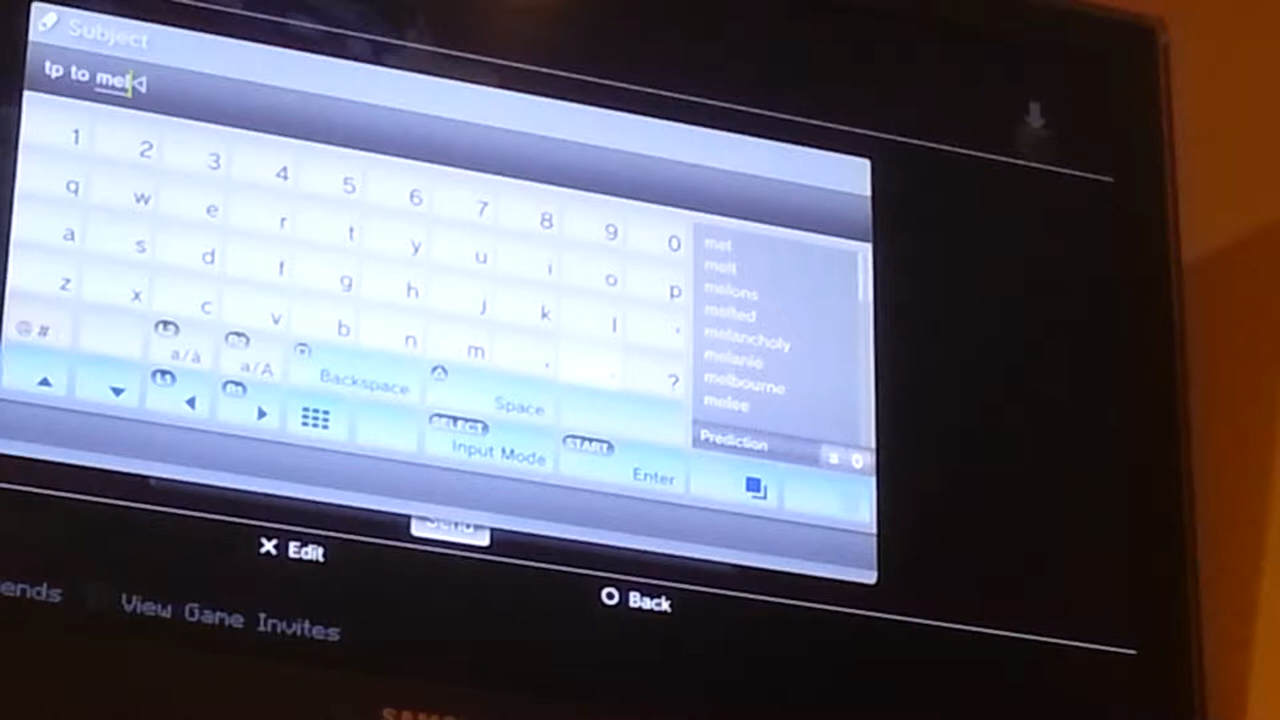 Subject
tp to mel
1 2 3 4 5 6 7 8 9 0
q w e r t y u i o p
a s d f g h j k l '
z x c v b n m , . ?
@# a/à a/A Backspace Space
SELECT Input Mode START Enter
mel
melt
melons
melted
melancholy
melanie
melbourne
melee
Prediction
Send
Edit
Back
View Game Invites